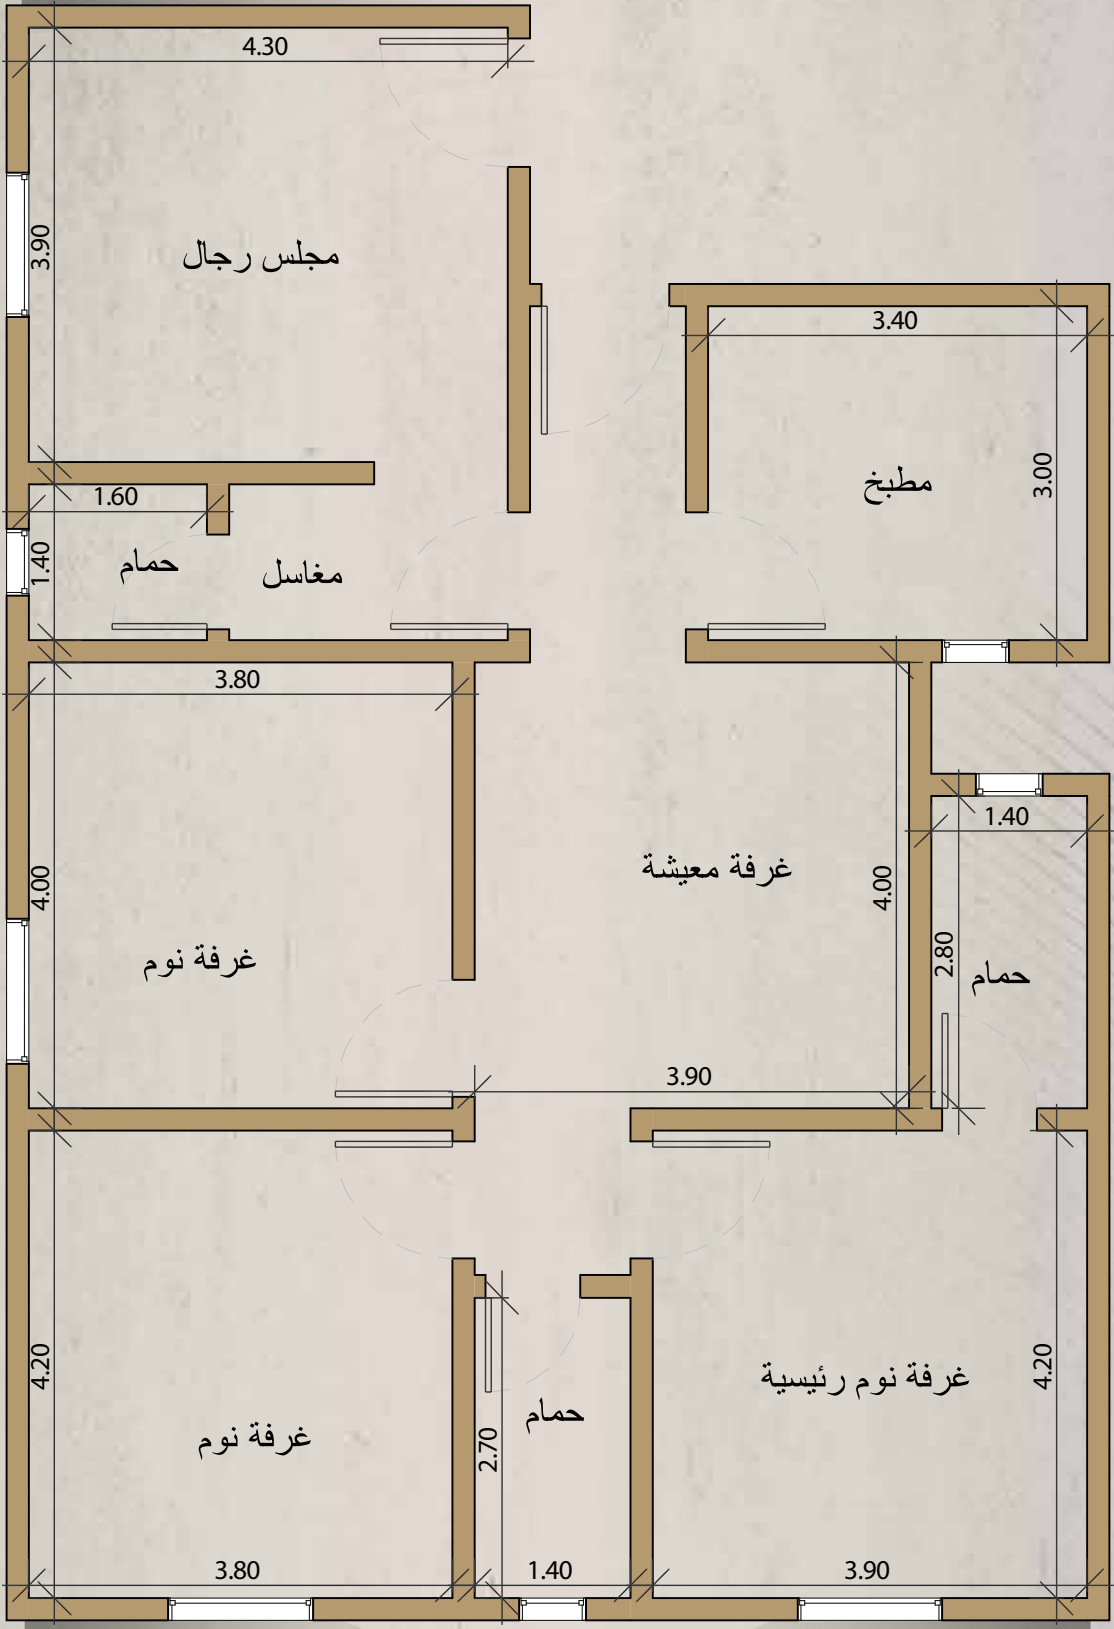 4.30
3.90
مجلس رجال
3.40
مطبخ
3.00
1.60
1.40
حمام
مغاسل
3.80
4.00
غرفة معيشة
4.00
1.40
2.80
حمام
غرفة نوم
3.90
4.20
غرفة نوم رئيسية
4.20
حمام
2.70
غرفة نوم
3.80
1.40
3.90